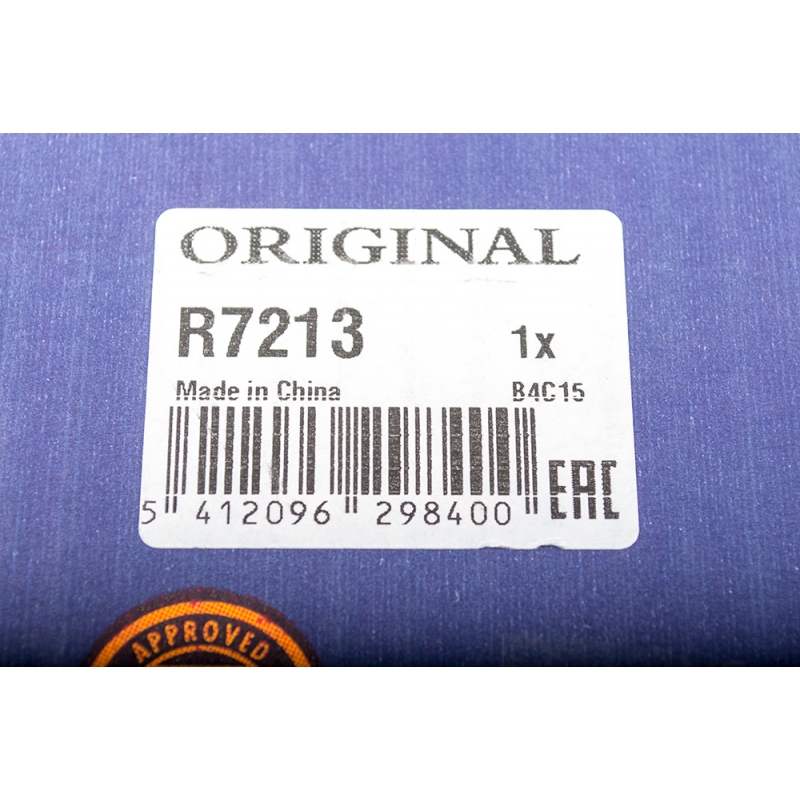 ORIGINAL
R7213 1x
Made in China B4C15
5 412096 298400 EAC
APPROVED